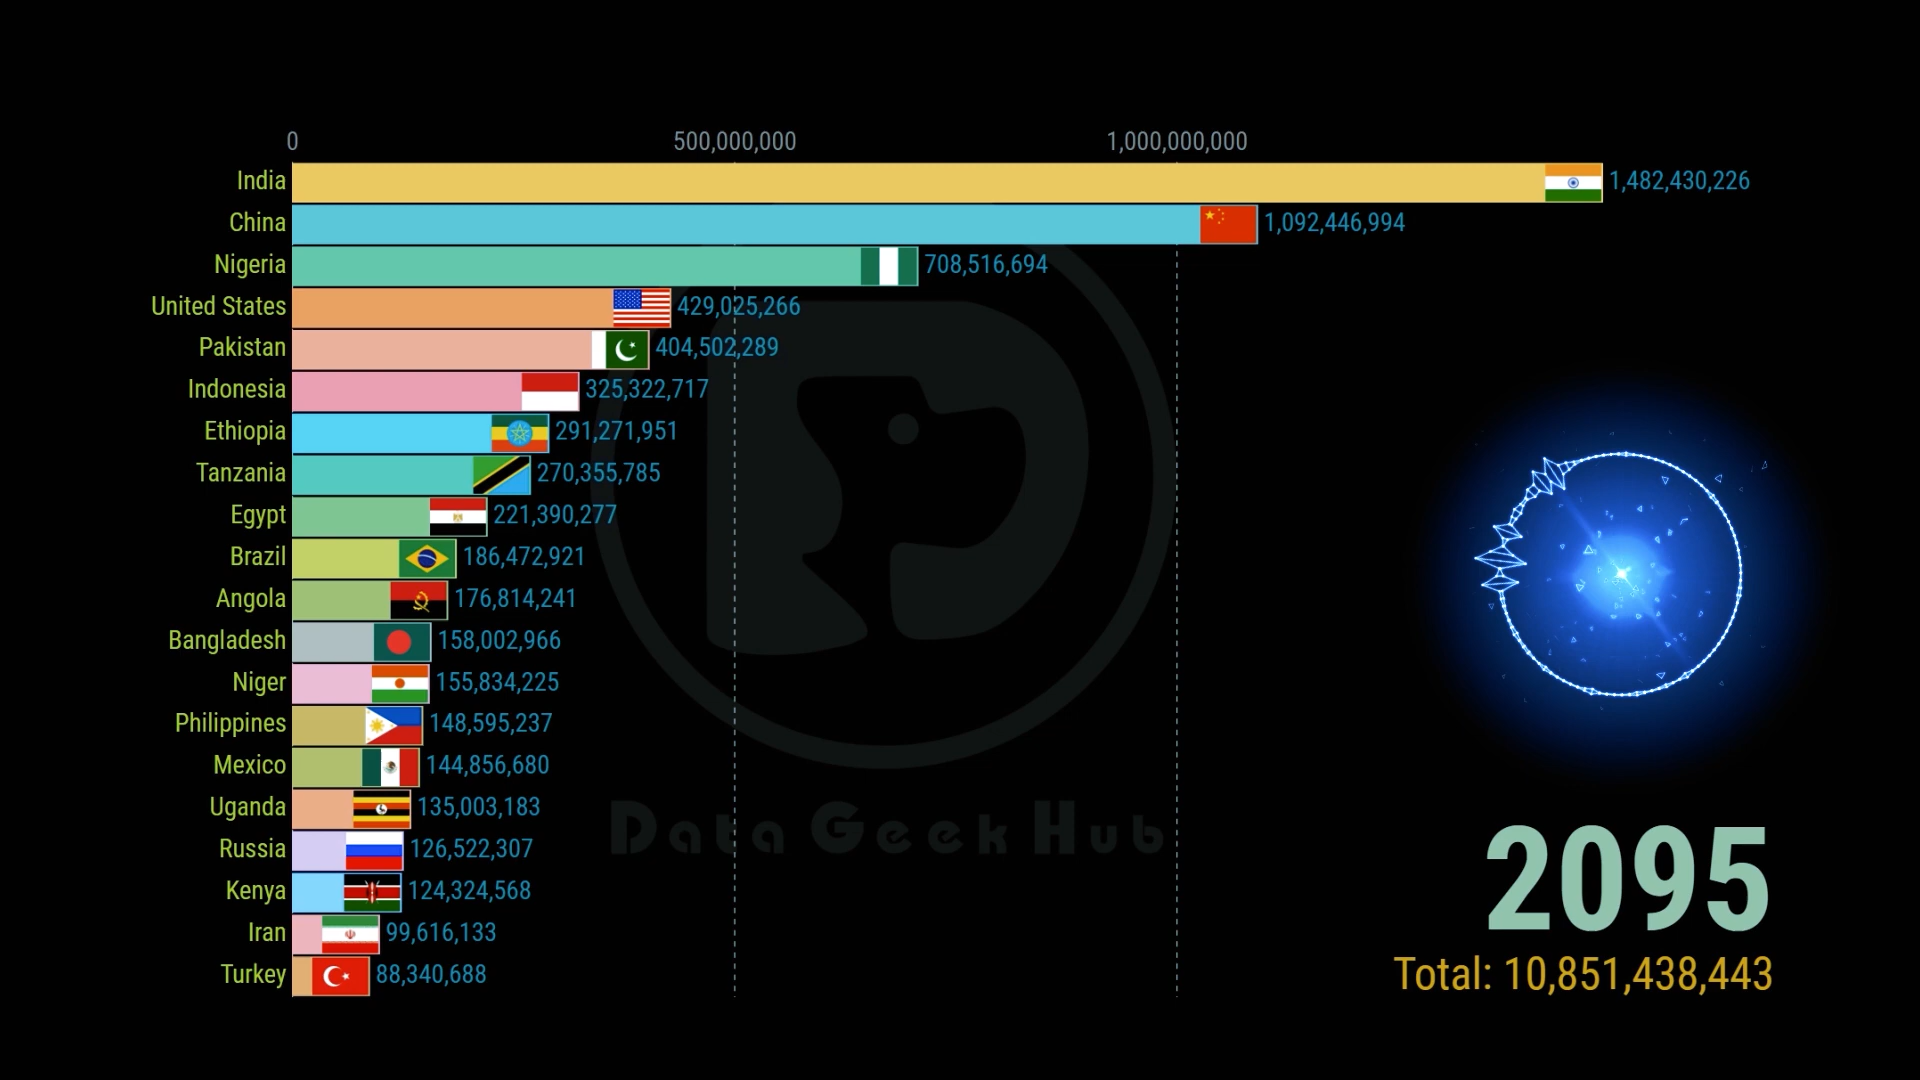 0 500,000,000 1,000,000,000
India 1,482,430,226
China 1,092,446,994
Nigeria 708,516,694
United States 429,025,266
Pakistan 404,502,289
Indonesia 325,322,717
Ethiopia 291,271,951
Tanzania 270,355,785
Egypt 221,390,277
Brazil 186,472,921
Angola 176,814,241
Bangladesh 158,002,966
Niger 155,834,225
Philippines 148,595,237
Mexico 144,856,680
Uganda 135,003,183
Russia 126,522,307
Kenya 124,324,568
Iran 99,616,133
Turkey 88,340,688
Data Geek Hub
2095
Total: 10,851,438,443